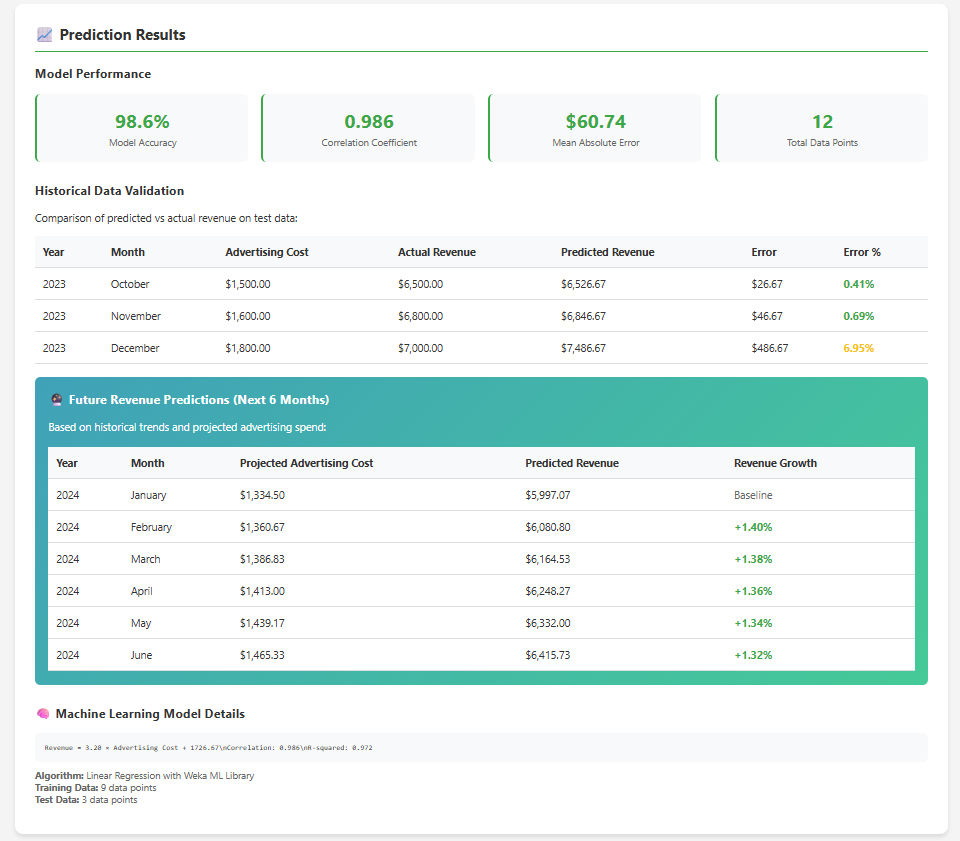 Prediction Results
Model Performance
98.6% 0.986 $60.74 12
Model Accuracy Correlation Coefficient Mean Absolute Error Total Data Points
Historical Data Validation
Comparison of predicted vs actual revenue on test data:
Year Month Advertising Cost Actual Revenue Predicted Revenue Error Error %
2023 October $1,500.00 $6,500.00 $6,526.67 $26.67 0.41%
2023 November $1,600.00 $6,800.00 $6,846.67 $46.67 0.69%
2023 December $1,800.00 $7,000.00 $7,486.67 $486.67 6.95%
Future Revenue Predictions (Next 6 Months)
Based on historical trends and projected advertising spend:
Year Month Projected Advertising Cost Predicted Revenue Revenue Growth
2024 January $1,334.50 $5,997.07 Baseline
2024 February $1,360.67 $6,080.80 +1.40%
2024 March $1,386.83 $6,164.53 +1.38%
2024 April $1,413.00 $6,248.27 +1.36%
2024 May $1,439.17 $6,332.00 +1.34%
2024 June $1,465.33 $6,415.73 +1.32%
Machine Learning Model Details
Revenue = 3.20 × Advertising Cost + 1726.67\nCorrelation: 0.986\nR-squared: 0.972
Algorithm: Linear Regression with Weka ML Library
Training Data: 9 data points
Test Data: 3 data points